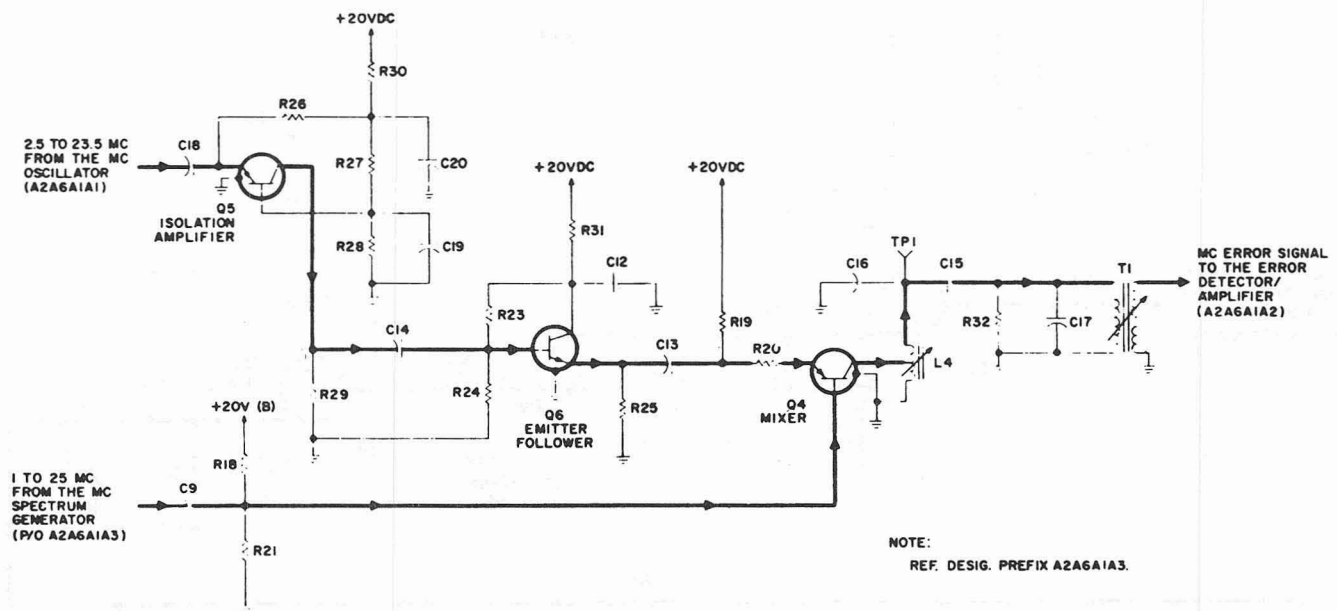 +20VDC
R30
R26
2.5 TO 23.5 MC
FROM THE MC
OSCILLATOR
(A2A6A1A1)
C18
R27
C20
Q5
ISOLATION
AMPLIFIER
R28
C19
+20VDC
+20VDC
R31
C12
R23
R19
C14
C13
R20
R29
R24
Q6
EMITTER
FOLLOWER
R25
Q4
MIXER
TP1
C16
C15
L4
R32
C17
T1
MC ERROR SIGNAL
TO THE ERROR
DETECTOR/
AMPLIFIER
(A2A6A1A2)
+20V (B)
R18
1 TO 25 MC
FROM THE MC
SPECTRUM
GENERATOR
(P/O A2A6A1A3)
C9
R21
NOTE:
REF. DESIG. PREFIX A2A6A1A3.